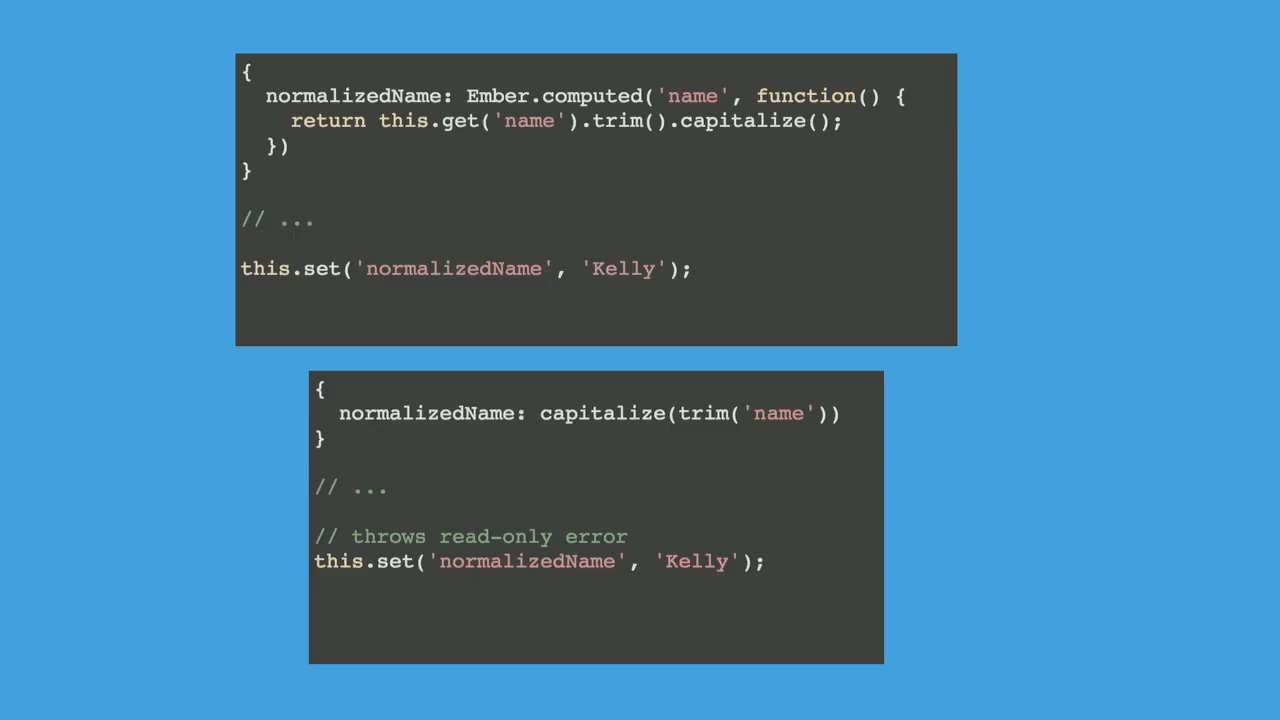 {
  normalizedName: Ember.computed('name', function() {
    return this.get('name').trim().capitalize();
  })
}
// ...
this.set('normalizedName', 'Kelly');
{
  normalizedName: capitalize(trim('name'))
}
// ...
// throws read-only error
this.set('normalizedName', 'Kelly');